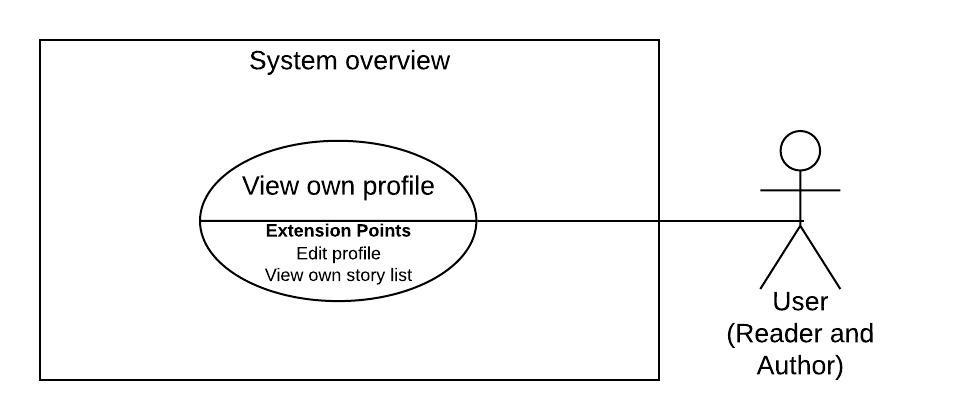 System overview
View own profile
Extension Points
Edit profile
View own story list
User
(Reader and
Author)